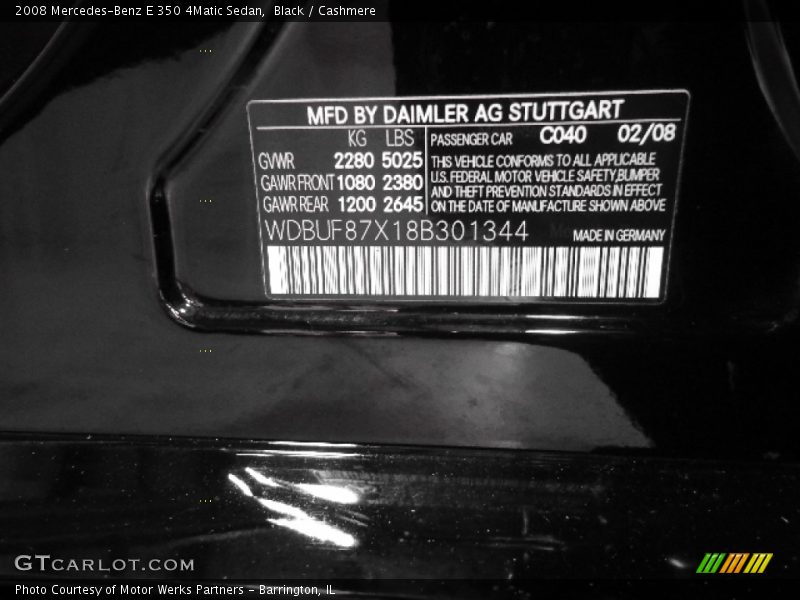 2008 Mercedes-Benz E 350 4Matic Sedan,  Black / Cashmere
MFD BY DAIMLER AG STUTTGART
KG LBS
GVWR 2280 5025
GAWR FRONT 1080 2380
GAWR REAR 1200 2645
PASSENGER CAR C040 02/08
THIS VEHICLE CONFORMS TO ALL APPLICABLE
U.S. FEDERAL MOTOR VEHICLE SAFETY,BUMPER
AND THEFT PREVENTION STANDARDS IN EFFECT
ON THE DATE OF MANUFACTURE SHOWN ABOVE
WDBUF87X18B301344
MADE IN GERMANY
GTCARLOT.COM
Photo Courtesy of Motor Werks Partners - Barrington, IL